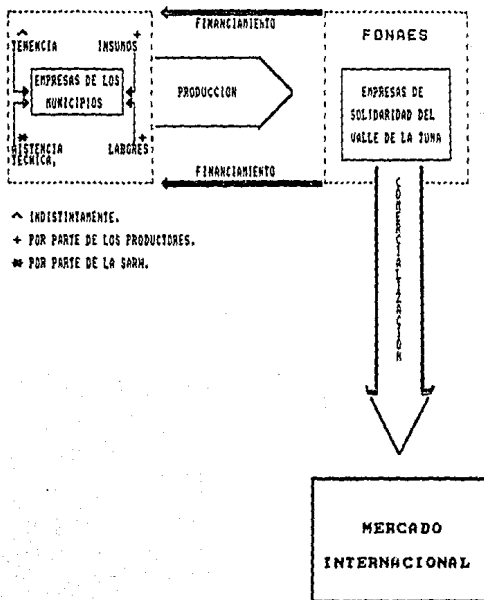 FINANCIAMIENTO
^ +
TENENCIA INSUMOS
EMPRESAS DE LOS
MUNICIPIOS
*
AISTENCIA
TECNICA,
+
LABORES
PRODUCCION
FINANCIAMIENTO
FONAES
EMPRESAS DE
SOLIDARIDAD DEL
VALLE DE LA TUNA
^ INDISTINTAMENTE.
+ POR PARTE DE LOS PRODUCTORES.
* POR PARTE DE LA SARH.
COMERCIALIZACION
MERCADO
INTERNACIONAL